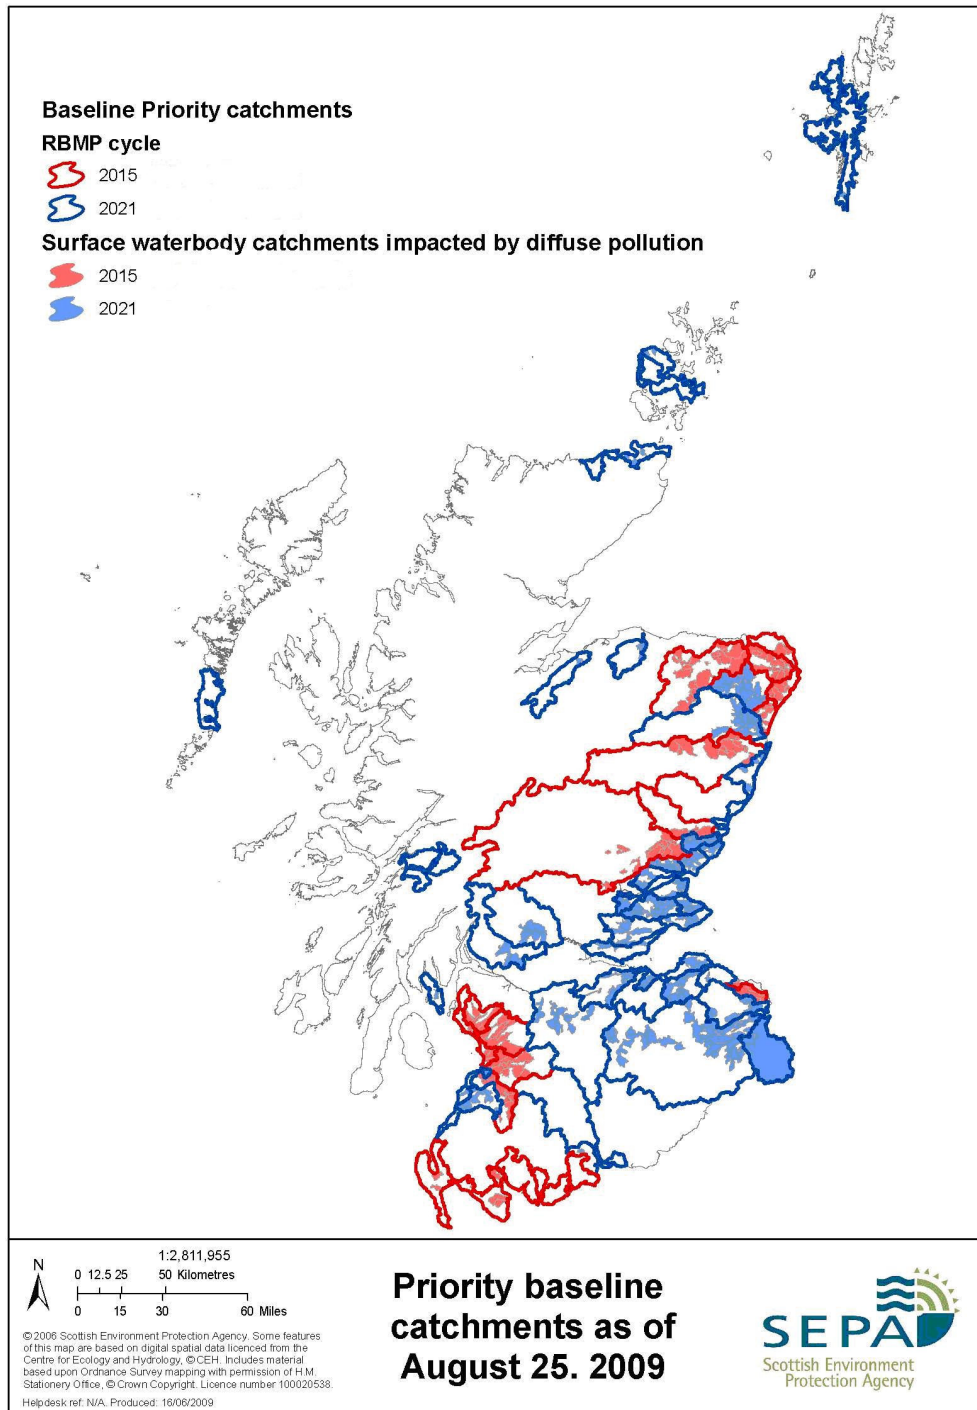 Baseline Priority catchments
RBMP cycle
2015
2021
Surface waterbody catchments impacted by diffuse pollution
2015
2021
N
1:2,811,955
0 12.5 25 50 Kilometres
0 15 30 60 Miles
© 2006 Scottish Environment Protection Agency. Some features
of this map are based on digital spatial data licenced from the
Centre for Ecology and Hydrology, © CEH. Includes material
based upon Ordnance Survey mapping with permission of H.M.
Stationery Office, © Crown Copyright. Licence number 100020538.
Helpdesk ref: N/A. Produced: 16/06/2009
Priority baseline
catchments as of
August 25. 2009
SEPA
Scottish Environment
Protection Agency